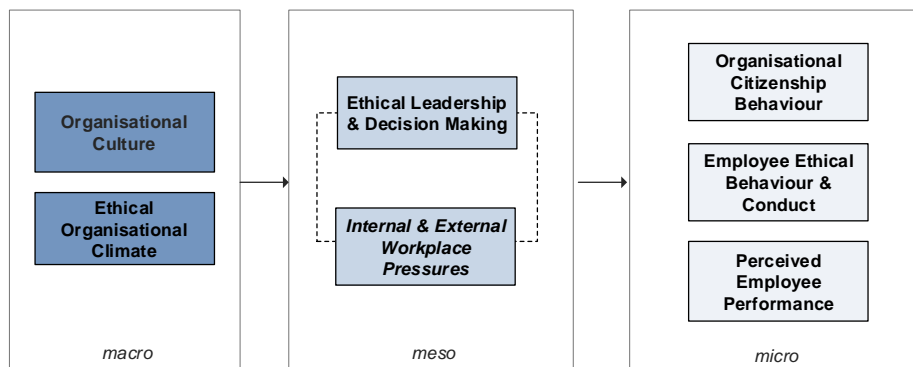 Organisational
Culture
Ethical
Organisational
Climate
macro
Ethical Leadership
& Decision Making
Internal & External
Workplace
Pressures
meso
Organisational
Citizenship
Behaviour
Employee Ethical
Behaviour &
Conduct
Perceived
Employee
Performance
micro